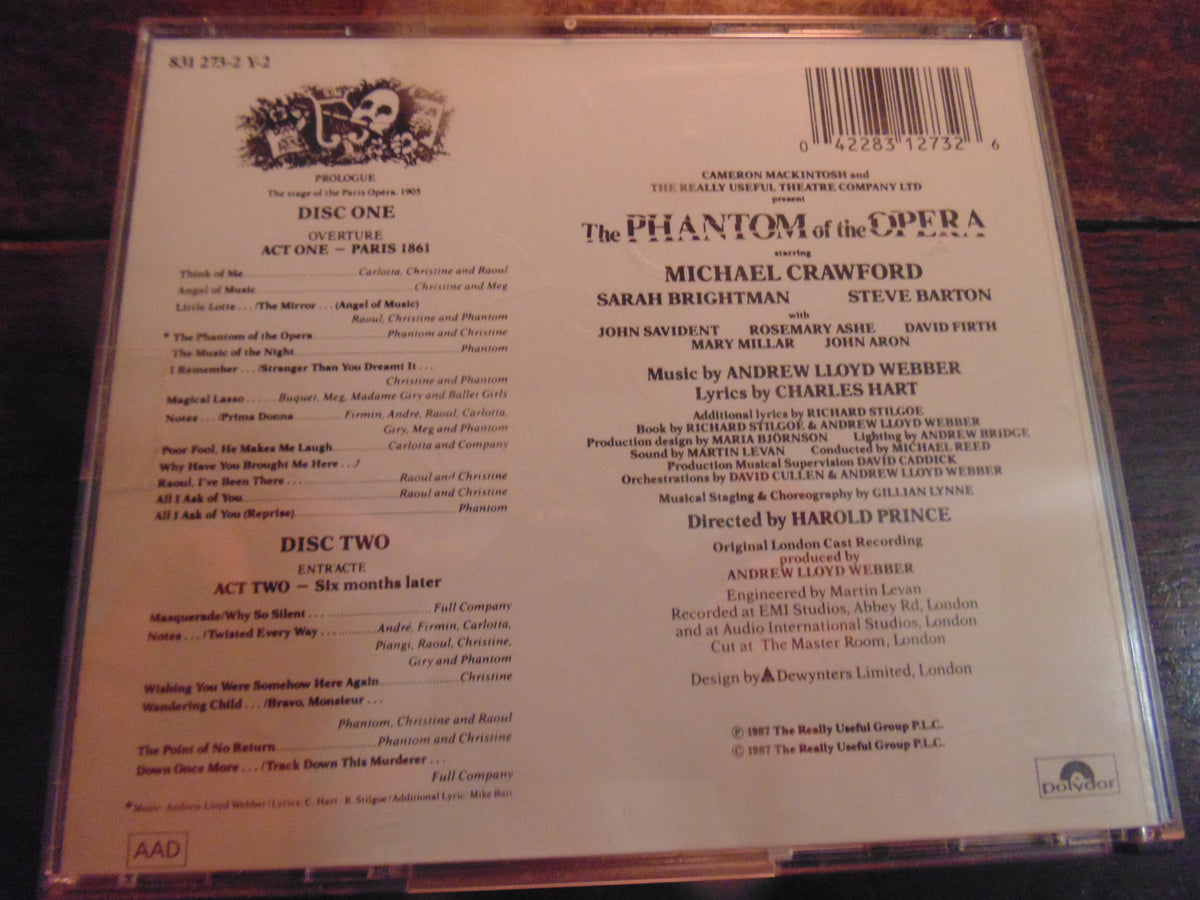 831 273-2 Y-2
PROLOGUE
The stage of the Paris Opéra, 1905
DISC ONE
OVERTURE
ACT ONE – PARIS 1861
Think of Me.......... Carlotta, Christine and Raoul
Angel of Music.......... Christine and Meg
Little Lotte . . ./The Mirror . . . (Angel of Music)
Raoul, Christine and Phantom
* The Phantom of the Opera.......... Phantom and Christine
The Music of the Night.......... Phantom
I Remember . . ./Stranger Than You Dreamt It . . .
Christine and Phantom
Magical Lasso .......... Buquet, Meg, Madame Giry and Ballet Girls
Notes . . ./Prima Donna .......... Firmin, André, Raoul, Carlotta,
Giry, Meg and Phantom
Poor Fool, He Makes Me Laugh.......... Carlotta and Company
Why Have You Brought Me Here . . ./
Raoul, I've Been There . . . .......... Raoul and Christine
All I Ask of You.......... Raoul and Christine
All I Ask of You (Reprise).......... Phantom
DISC TWO
ENTR'ACTE
ACT TWO – Six months later
Masquerade/Why So Silent . . . .......... Full Company
Notes . . ./Twisted Every Way . . . .......... André, Firmin, Carlotta,
Piangi, Raoul, Christine,
Giry and Phantom
Wishing You Were Somehow Here Again.......... Christine
Wandering Child . . ./Bravo, Monsieur . . .
Phantom, Christine and Raoul
The Point of No Return.......... Phantom and Christine
Down Once More . . ./Track Down This Murderer . . .
Full Company
*Music: Andrew Lloyd Webber/Lyrics: C. Hart - R. Stilgoe/Additional Lyric: Mike Batt
AAD
0 42283 12732 6
CAMERON MACKINTOSH and
THE REALLY USEFUL THEATRE COMPANY LTD
present
The PHANTOM of the OPERA
starring
MICHAEL CRAWFORD
SARAH BRIGHTMAN STEVE BARTON
with
JOHN SAVIDENT ROSEMARY ASHE DAVID FIRTH
MARY MILLAR JOHN ARON
Music by ANDREW LLOYD WEBBER
Lyrics by CHARLES HART
Additional lyrics by RICHARD STILGOE
Book by RICHARD STILGOE & ANDREW LLOYD WEBBER
Production design by MARIA BJÖRNSON Lighting by ANDREW BRIDGE
Sound by MARTIN LEVAN Conducted by MICHAEL REED
Production Musical Supervision DAVID CADDICK
Orchestrations by DAVID CULLEN & ANDREW LLOYD WEBBER
Musical Staging & Choreography by GILLIAN LYNNE
Directed by HAROLD PRINCE
Original London Cast Recording
produced by
ANDREW LLOYD WEBBER
Engineered by Martin Levan
Recorded at EMI Studios, Abbey Rd, London
and at Audio International Studios, London
Cut at The Master Room, London
Design by Dewynters Limited, London
Ⓟ 1987 The Really Useful Group P.L.C.
© 1987 The Really Useful Group P.L.C.
polydor